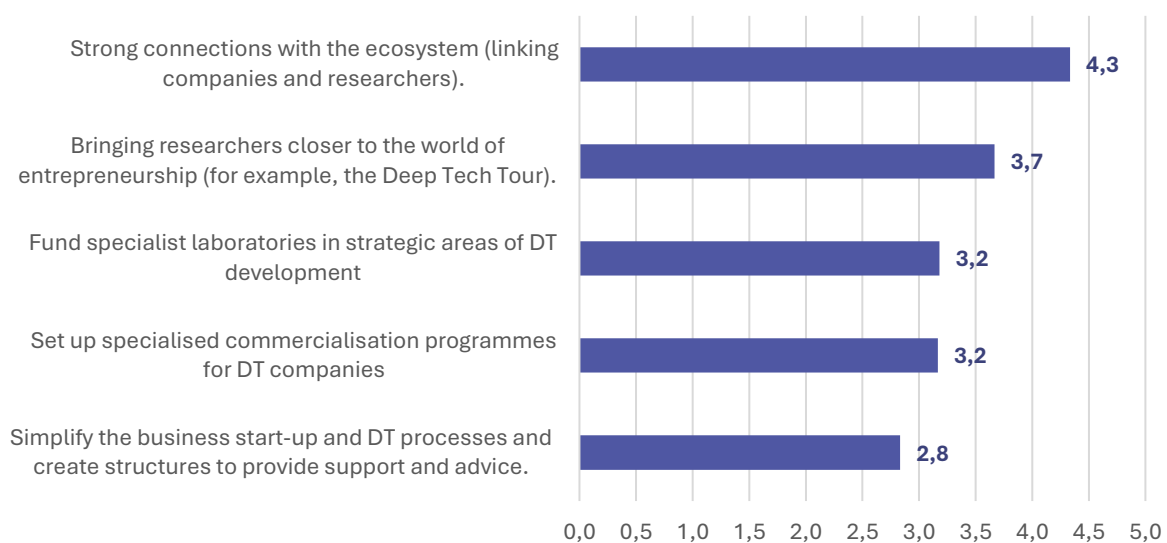 Strong connections with the ecosystem (linking
companies and researchers).
4,3
Bringing researchers closer to the world of
entrepreneurship (for example, the Deep Tech Tour).
3,7
Fund specialist laboratories in strategic areas of DT
development
3,2
Set up specialised commercialisation programmes
for DT companies
3,2
Simplify the business start-up and DT processes and
create structures to provide support and advice.
2,8
0,0 0,5 1,0 1,5 2,0 2,5 3,0 3,5 4,0 4,5 5,0